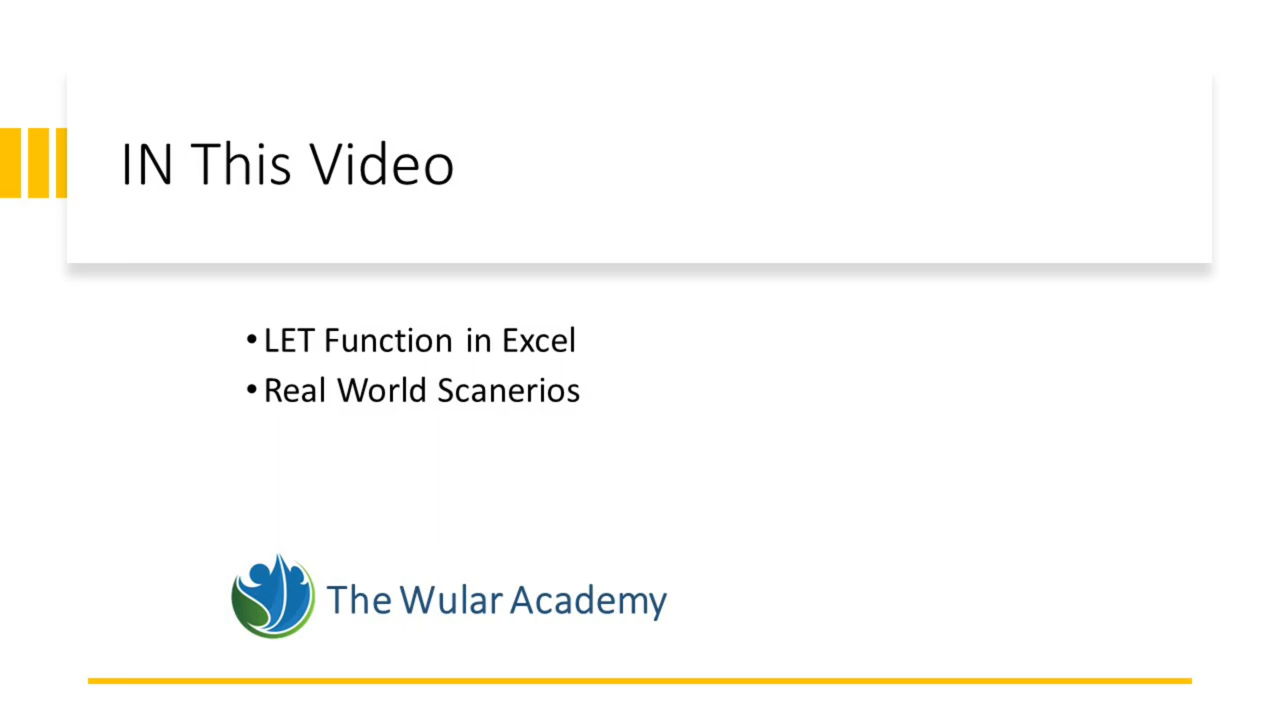 IN This Video
•LET Function in Excel
•Real World Scanerios
The Wular Academy